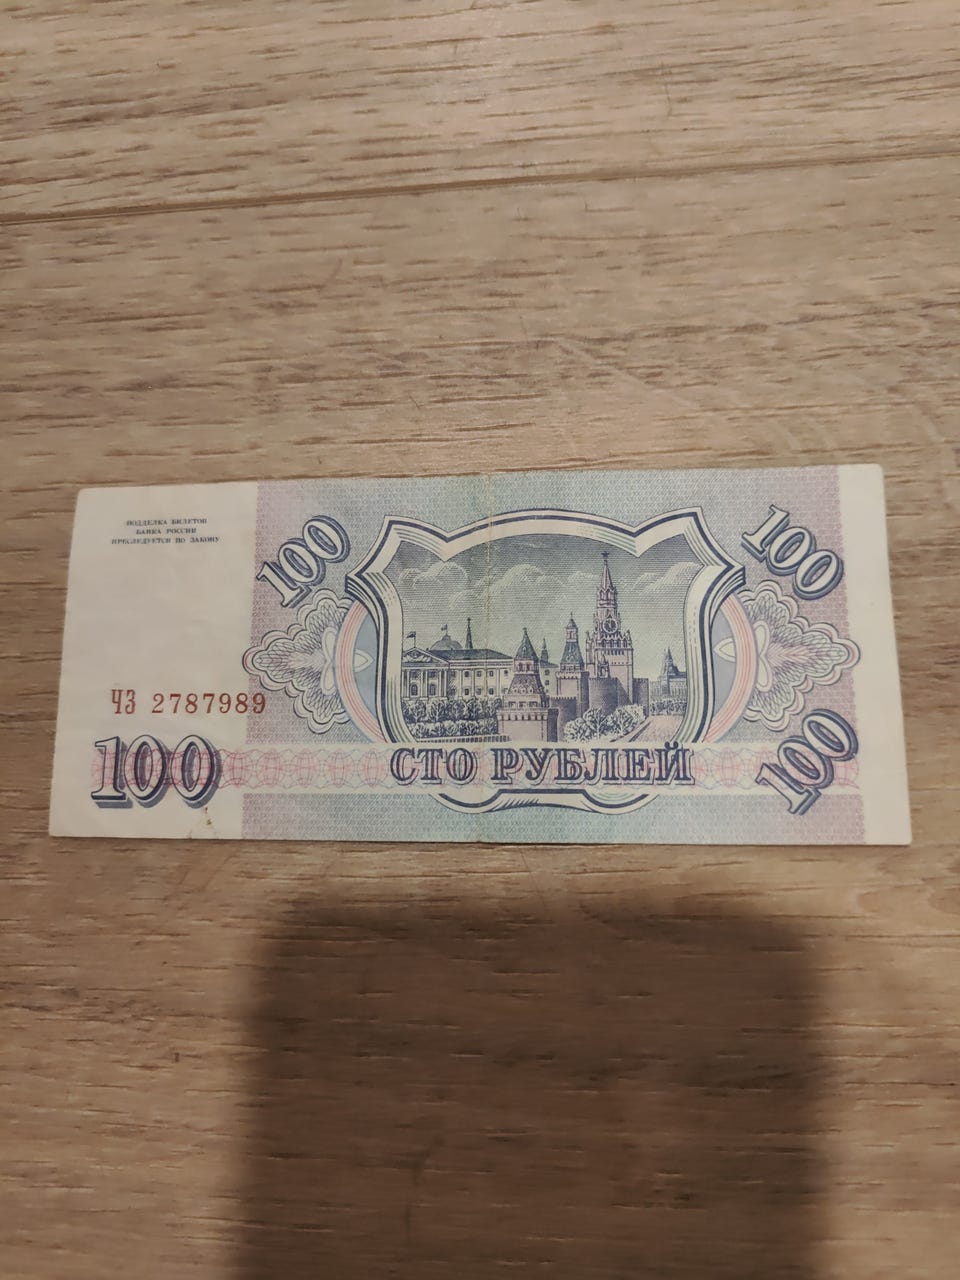 ПОДДЕЛКА БИЛЕТОВ
БАНКА РОССИИ
ПРЕСЛЕДУЕТСЯ ПО ЗАКОНУ
100
100
ЧЗ 2787989
100
СТО РУБЛЕЙ
100